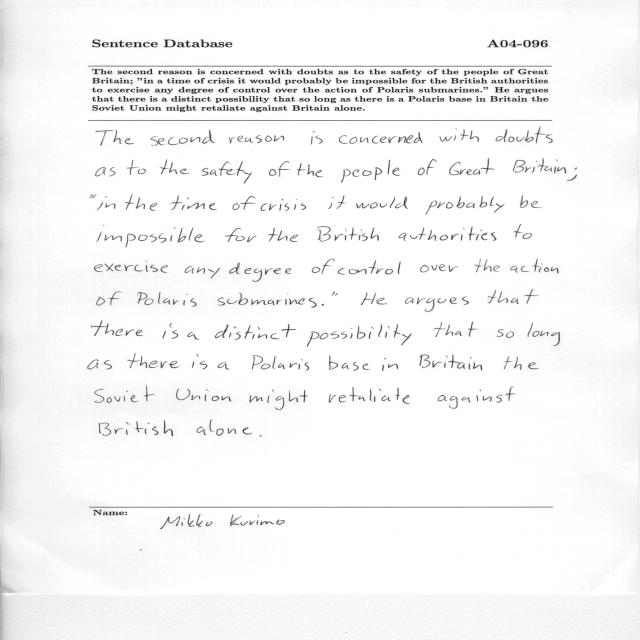 Sentence Database A04-096
The second reason is concerned with doubts as to the safety of the people of Great
Britain; "in a time of crisis it would probably be impossible for the British authorities
to exercise any degree of control over the action of Polaris submarines." He argues
that there is a distinct possibility that so long as there is a Polaris base in Britain the
Soviet Union might retaliate against Britain alone.
The second reason is concerned with doubts
as to the safety of the people of Great Britain;
"in the time of crisis it would probably be
impossible for the British authorities to
exercise any degree of control over the action
of Polaris submarines." He argues that
there is a distinct possibility that so long
as there is a Polaris base in Britain the
Soviet Union might retaliate against
British alone.
Name: Mikko Kurimo